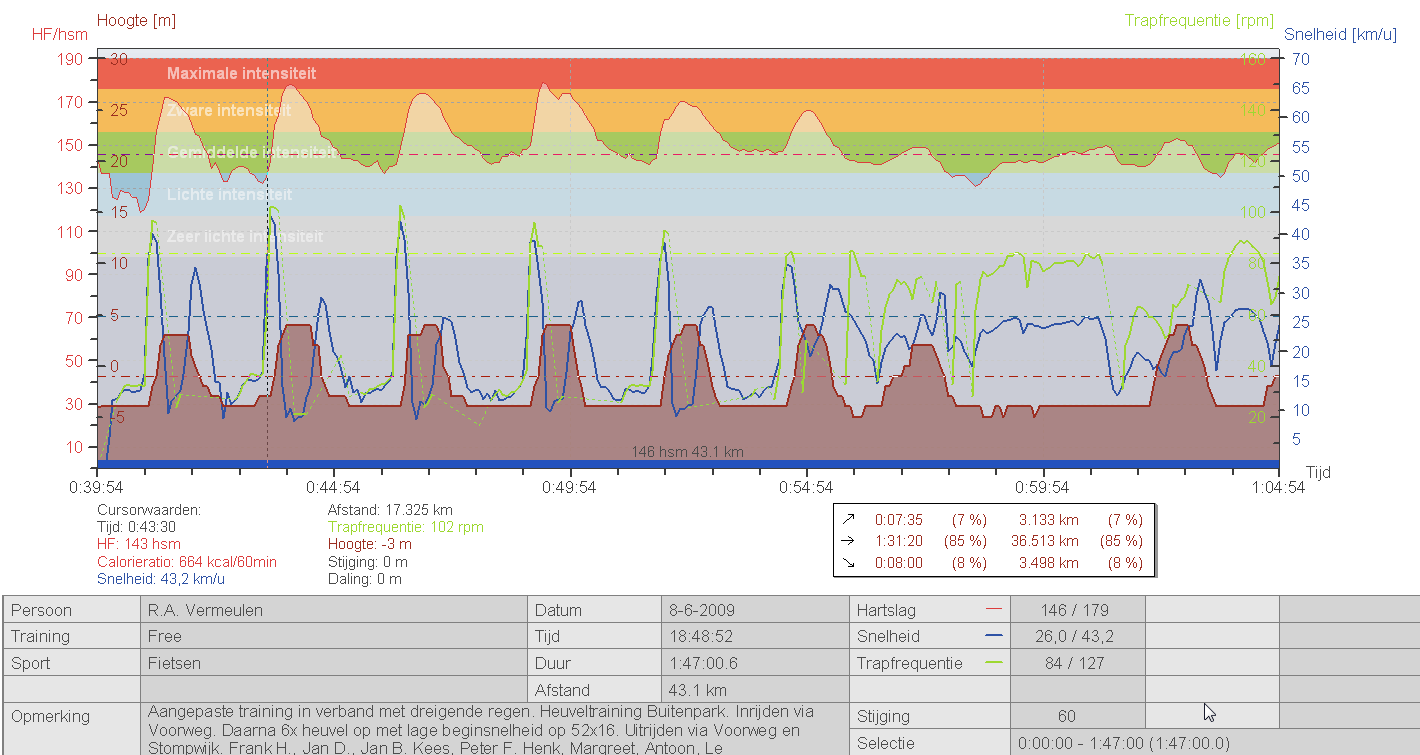 Hoogte [m]
Trapfrequentie [rpm]
HF/hsm
Snelheid [km/u]
190
30
160
70
Maximale intensiteit
65
170
25
Zware intensiteit
140
60
150
Gemiddelde intensiteit
55
20
120
130
Lichte intensiteit
50
15
100
45
110
Zeer lichte intensiteit
40
90
10
80
35
30
70
5
60
25
50
0
40
20
15
30
-5
20
10
10
146 hsm 43.1 km
5
Tijd
0:39:54 0:44:54 0:49:54 0:54:54 0:59:54 1:04:54
Cursorwaarden:
Tijd: 0:43:30
HF: 143 hsm
Calorieratio: 664 kcal/60min
Snelheid: 43,2 km/u
Afstand: 17.325 km
Trapfrequentie: 102 rpm
Hoogte: -3 m
Stijging: 0 m
Daling: 0 m
0:07:35 (7 %) 3.133 km (7 %)
1:31:20 (85 %) 36.513 km (85 %)
0:08:00 (8 %) 3.498 km (8 %)
Persoon R.A. Vermeulen Datum 8-6-2009 Hartslag 146 / 179
Training Free Tijd 18:48:52 Snelheid 26,0 / 43,2
Sport Fietsen Duur 1:47:00.6 Trapfrequentie 84 / 127
Afstand 43.1 km
Opmerking
Aangepaste training in verband met dreigende regen. Heuveltraining Buitenpark. Inrijden via
Voorweg. Daarna 6x heuvel op met lage beginsnelheid op 52x16. Uitrijden via Voorweg en
Stompwijk. Frank H., Jan D., Jan B. Kees, Peter F. Henk, Margreet, Antoon, Le
Stijging 60
Selectie 0:00:00 - 1:47:00 (1:47:00.0)